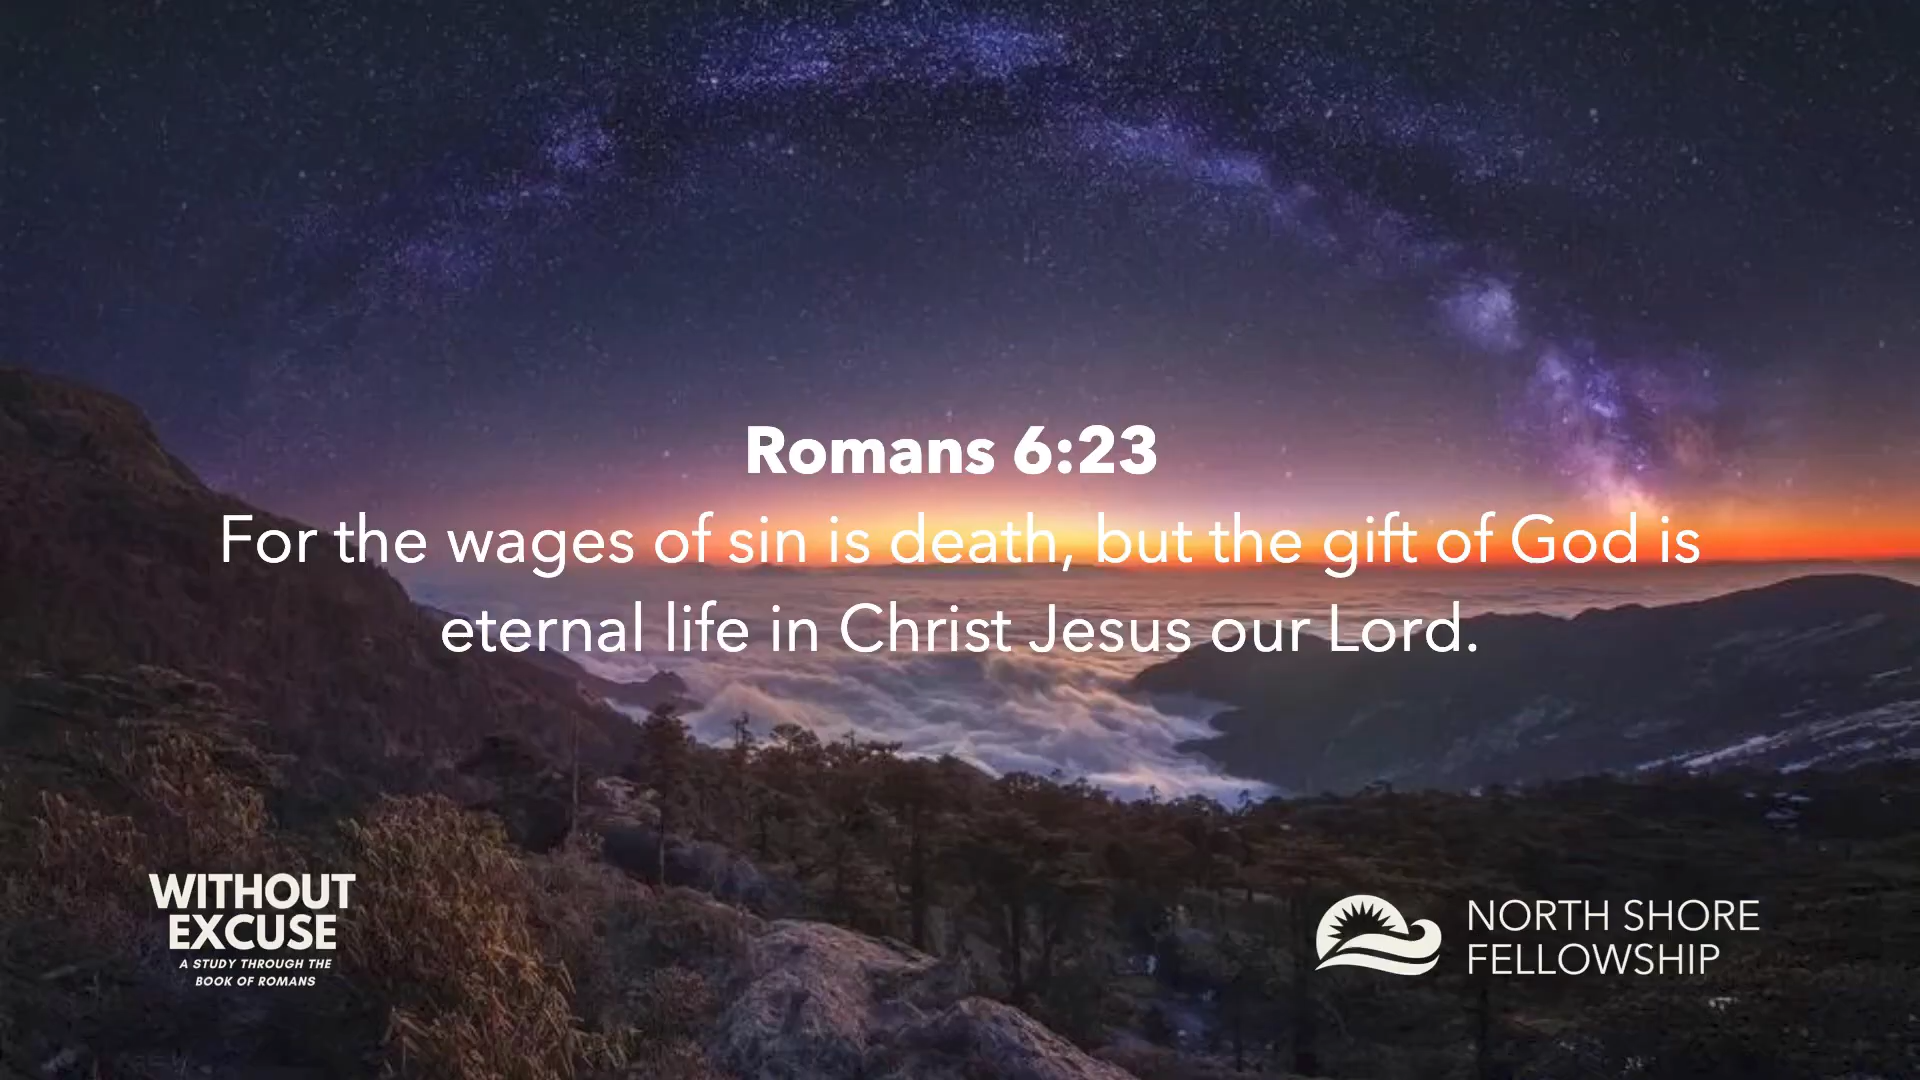 Romans 6:23
For the wages of sin is death, but the gift of God is
eternal life in Christ Jesus our Lord.
WITHOUT
EXCUSE
A STUDY THROUGH THE
BOOK OF ROMANS
NORTH SHORE
FELLOWSHIP